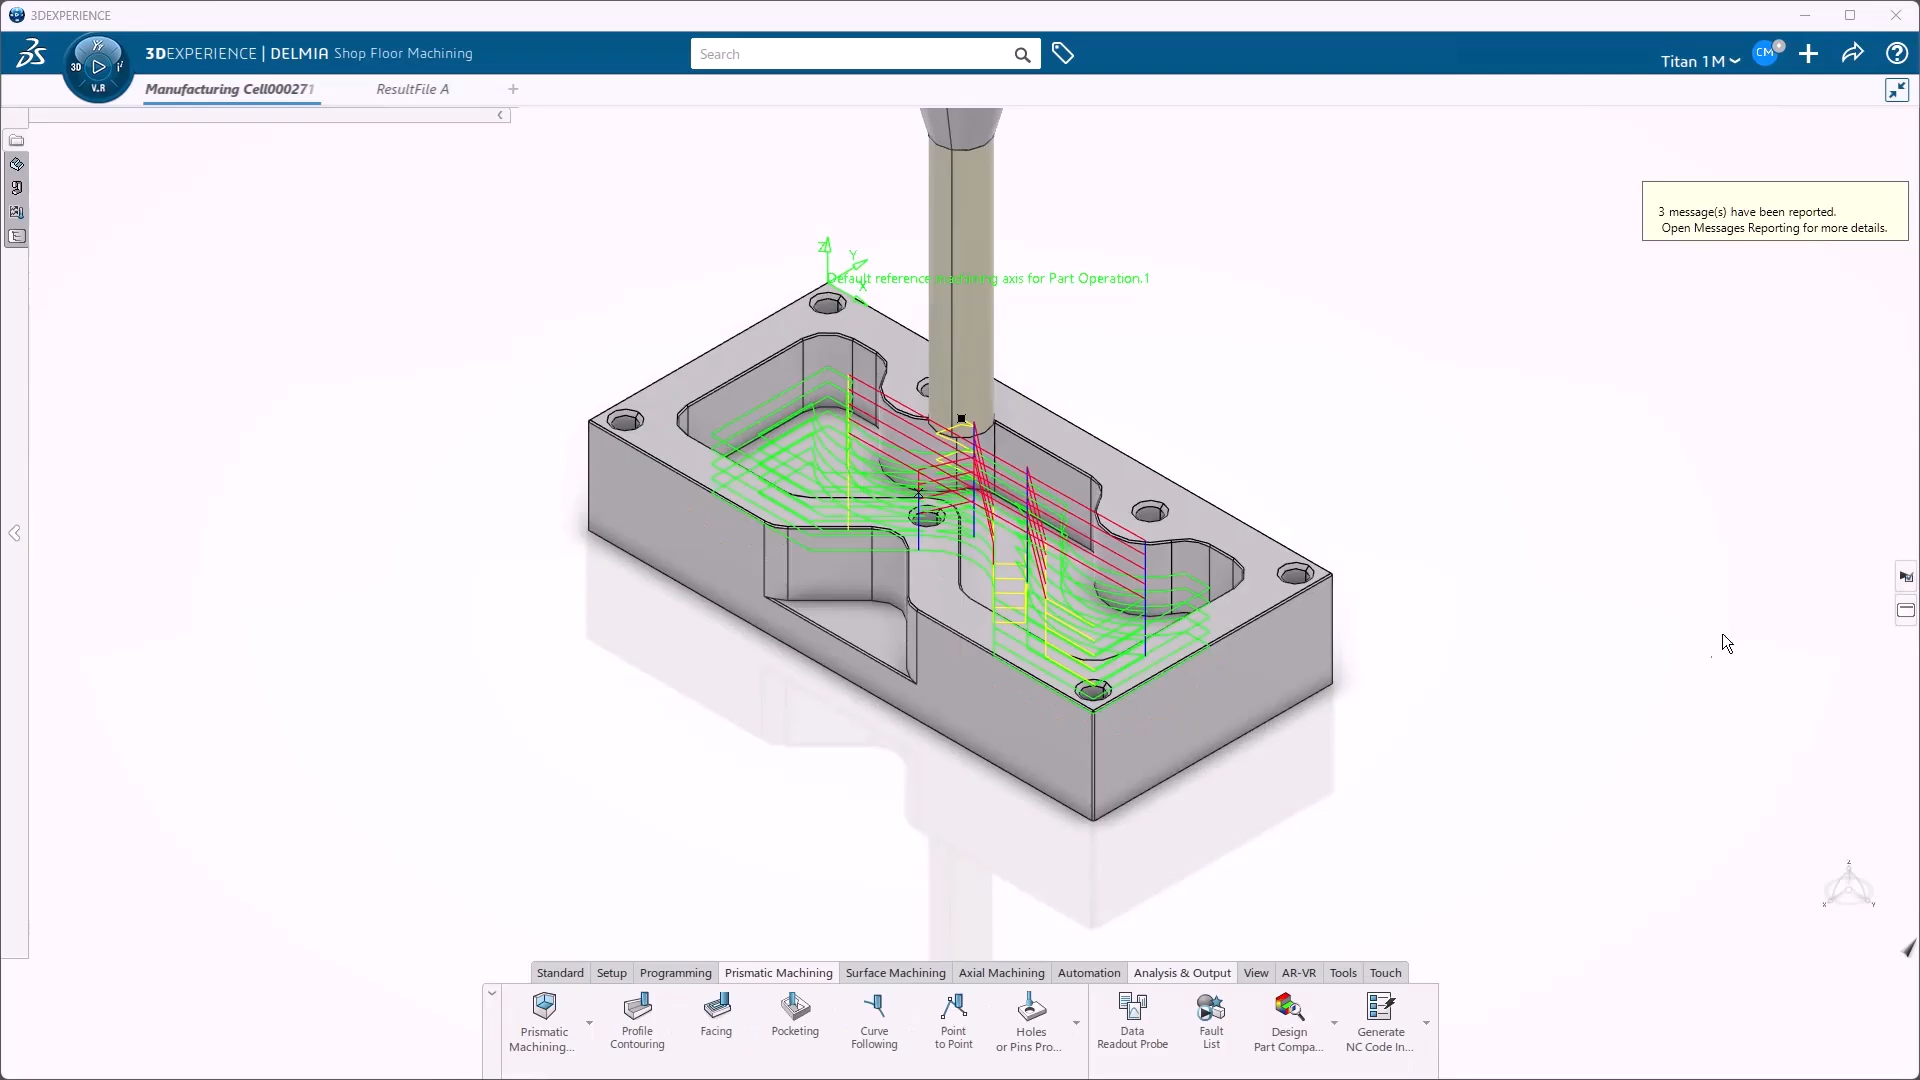 3DEXPERIENCE
3DEXPERIENCE | DELMIA Shop Floor Machining
Search
Titan 1M
CM
3D
V.R
Manufacturing Cell000271
ResultFile A
+
3 message(s) have been reported.
Open Messages Reporting for more details.
Z
Y
X
Default reference machining axis for Part Operation.1
Z
X
Y
Standard
Setup
Programming
Prismatic Machining
Surface Machining
Axial Machining
Automation
Analysis & Output
View
AR-VR
Tools
Touch
Prismatic
Machining...
Profile
Contouring
Facing
Pocketing
Curve
Following
Point
to Point
Holes
or Pins Pro...
Data
Readout Probe
Fault
List
Design
Part Compa...
Generate
NC Code In...